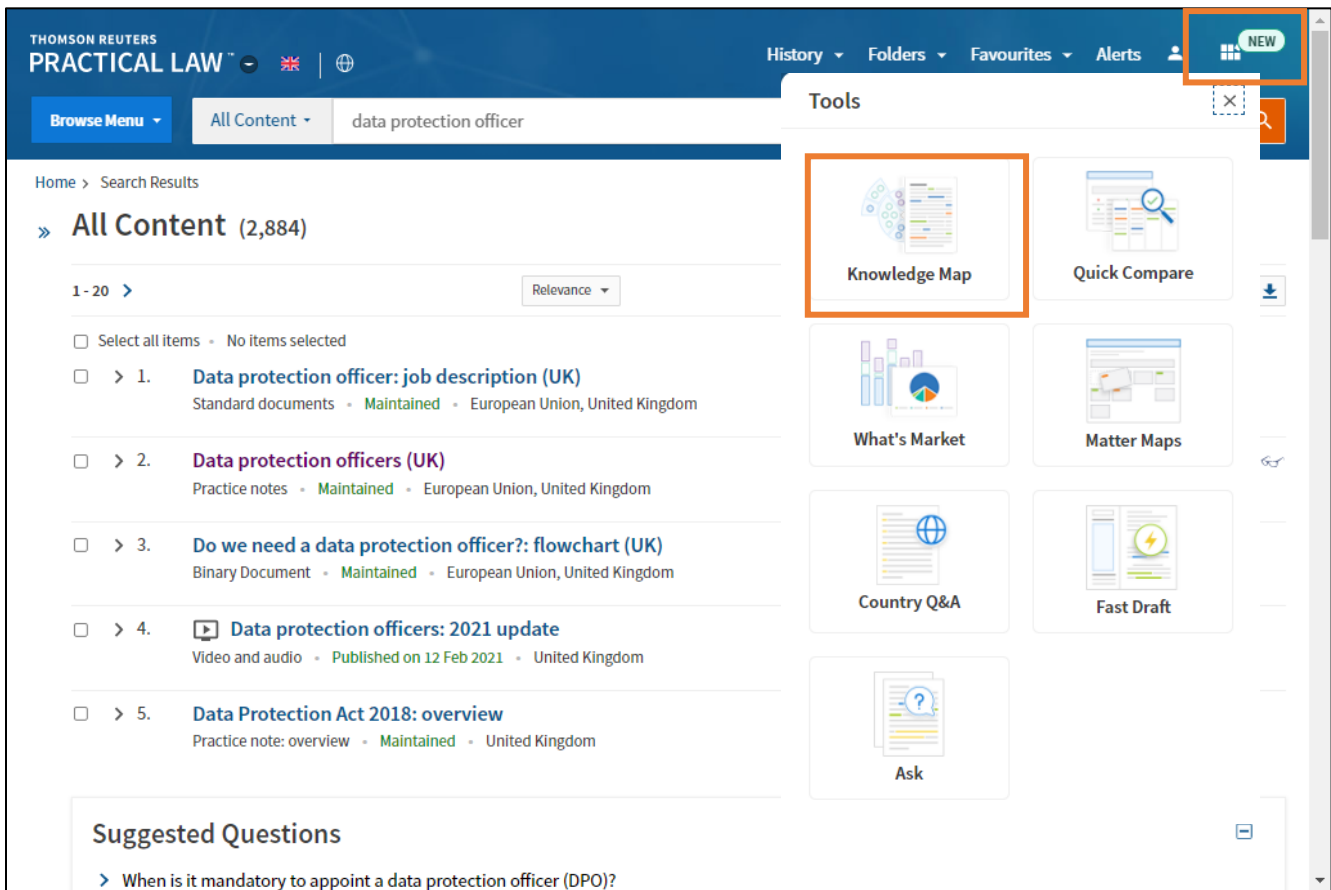 THOMSON REUTERS
PRACTICAL LAW™
History Folders Favourites Alerts NEW
Browse Menu All Content data protection officer
Tools
Home > Search Results
All Content (2,884)
1 - 20
Relevance
Select all items • No items selected
1. Data protection officer: job description (UK)
Standard documents • Maintained • European Union, United Kingdom
2. Data protection officers (UK)
Practice notes • Maintained • European Union, United Kingdom
3. Do we need a data protection officer?: flowchart (UK)
Binary Document • Maintained • European Union, United Kingdom
4. Data protection officers: 2021 update
Video and audio • Published on 12 Feb 2021 • United Kingdom
5. Data Protection Act 2018: overview
Practice note: overview • Maintained • United Kingdom
Suggested Questions
When is it mandatory to appoint a data protection officer (DPO)?
Knowledge Map
Quick Compare
What's Market
Matter Maps
Country Q&A
Fast Draft
Ask